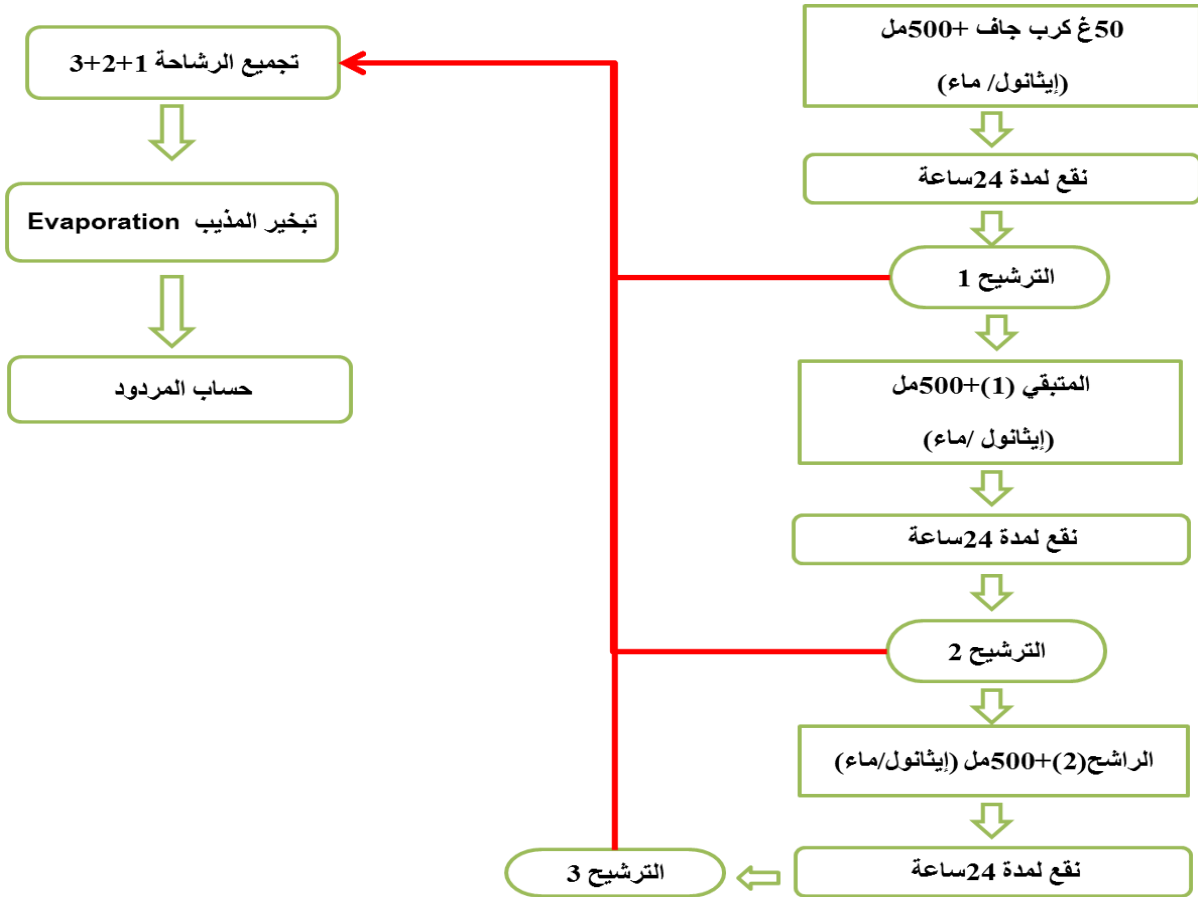 50غ كرب جاف +500مل
(إيثانول/ ماء)
نقع لمدة 24ساعة
الترشيح 1
المتبقي (1)+500مل
(إيثانول /ماء)
نقع لمدة 24ساعة
الترشيح 2
الراشح(2)+500مل (إيثانول/ماء)
نقع لمدة 24ساعة
الترشيح 3
تجميع الرشاحة 1+2+3
تبخير المذيب Evaporation
حساب المردود